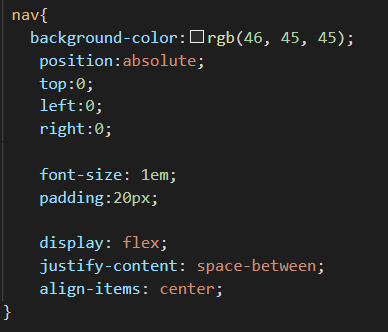 nav{
background-color: rgb(46, 45, 45);
position:absolute;
top:0;
left:0;
right:0;
font-size: 1em;
padding:20px;
display: flex;
justify-content: space-between;
align-items: center;
}